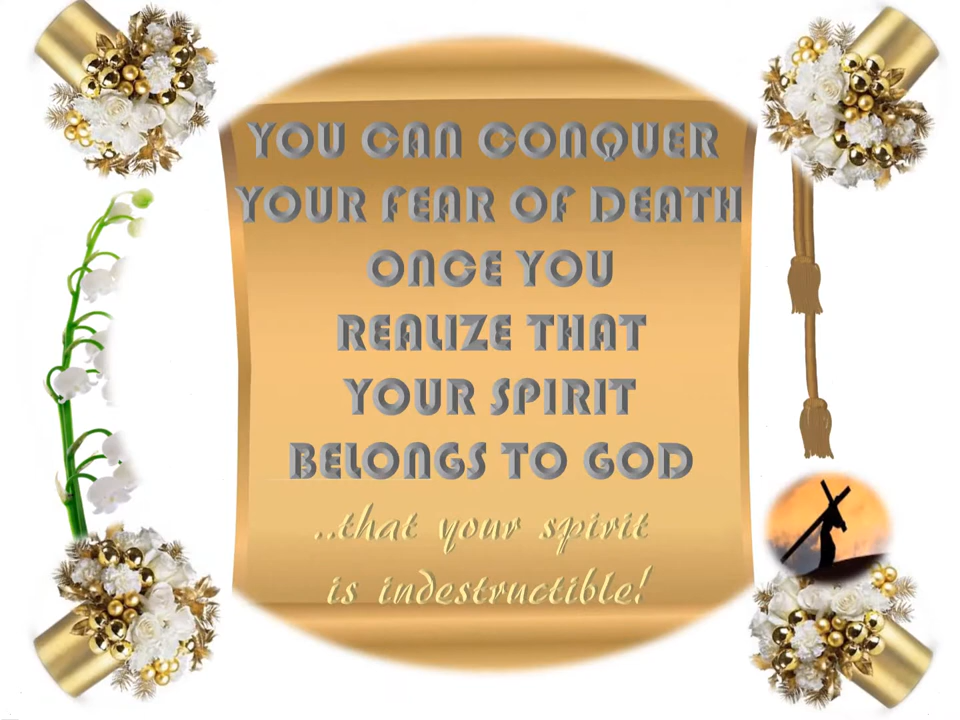 YOU CAN CONQUER
YOUR FEAR OF DEATH
ONCE YOU
REALIZE THAT
YOUR SPIRIT
BELONGS TO GOD
..that your spirit
is indestructible!